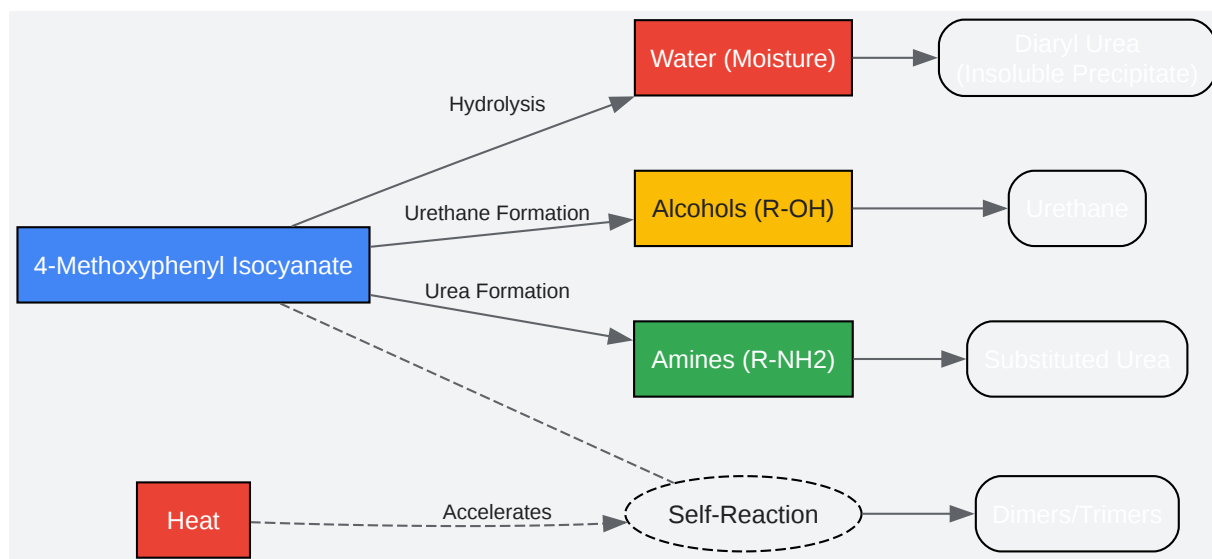 Water (Moisture)
Diaryl Urea
(Insoluble Precipitate)
Hydrolysis
Alcohols (R-OH)
Urethane
Urethane Formation
4-Methoxyphenyl Isocyanate
Urea Formation
Amines (R-NH2)
Substituted Urea
Heat
Accelerates
Self-Reaction
Dimers/Trimers